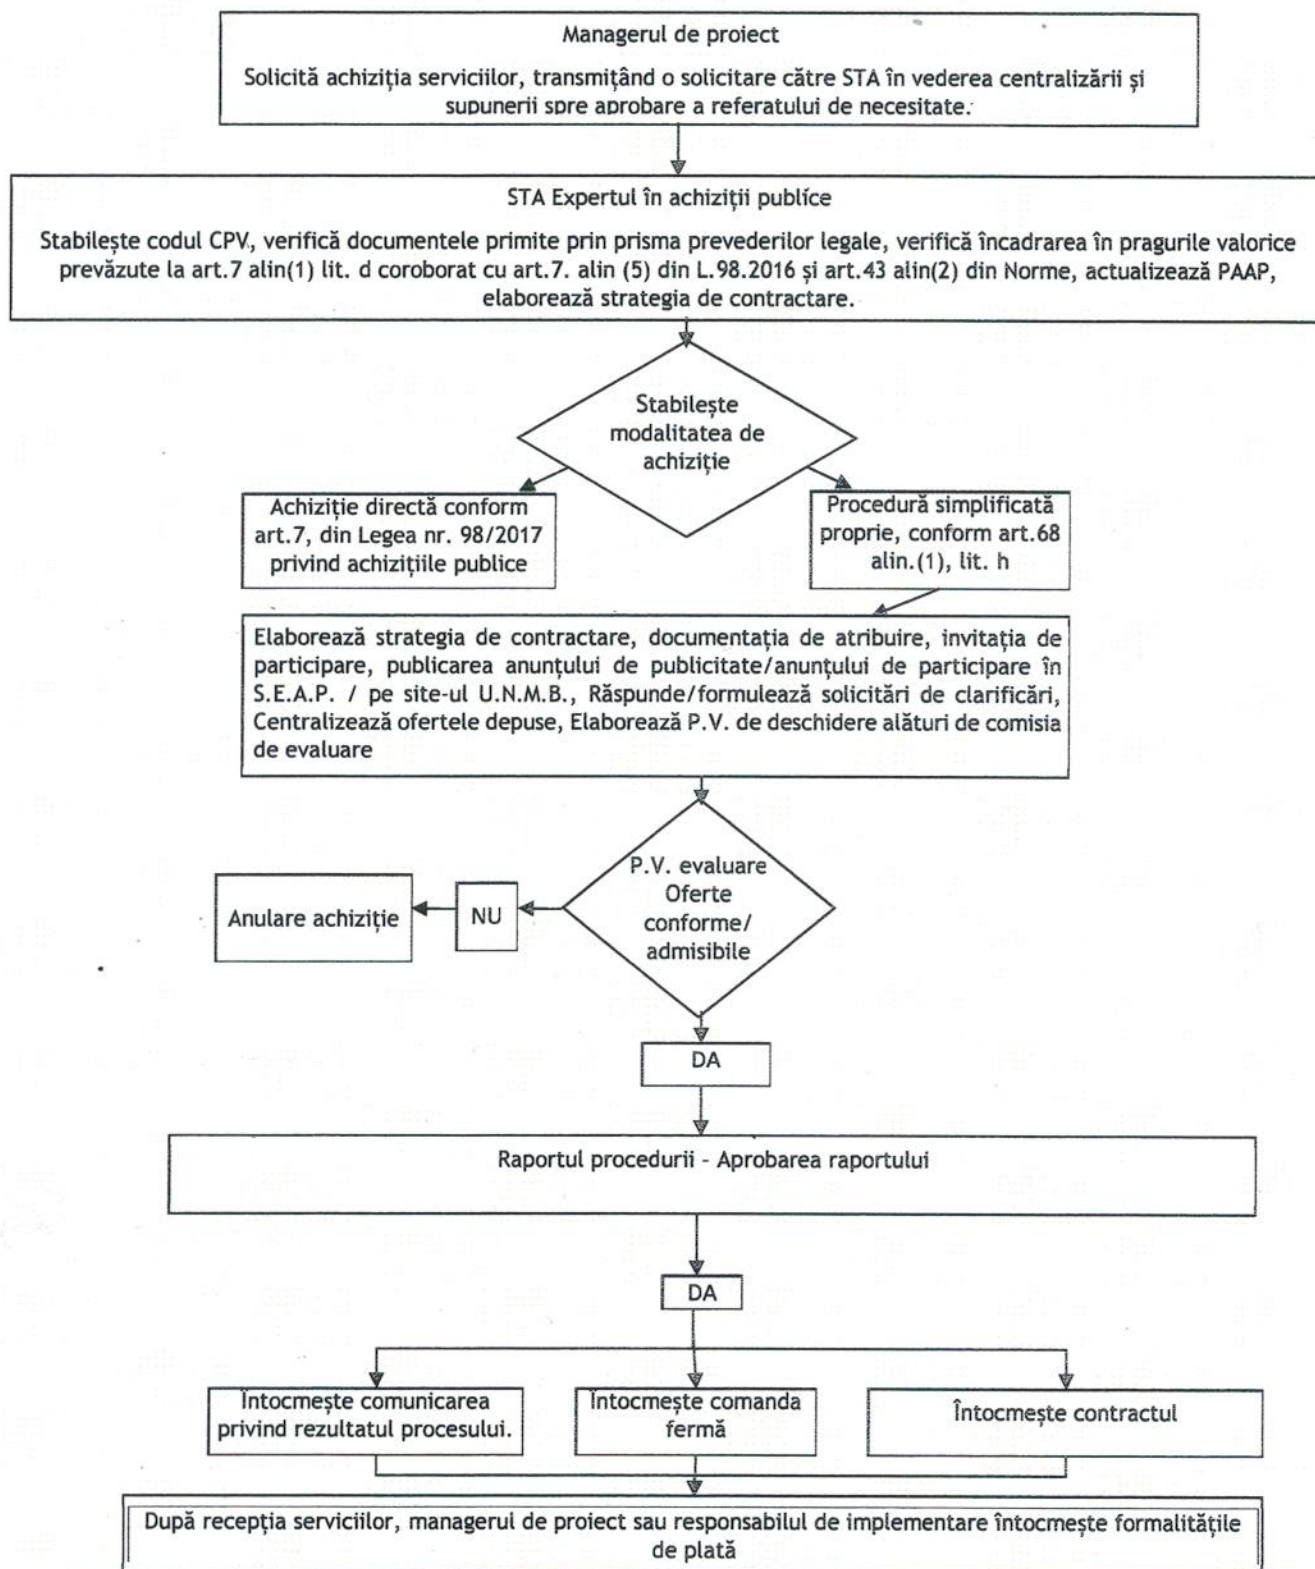 Managerul de proiect
Solicită achiziția serviciilor, transmițând o solicitare către STA în vederea centralizării și
supunerii spre aprobare a referatului de necesitate.
STA Expertul în achiziții publice
Stabilește codul CPV, verifică documentele primite prin prisma prevederilor legale, verifică încadrarea în pragurile valorice
prevăzute la art.7 alin(1) lit. d coroborat cu art.7. alin (5) din L.98.2016 și art.43 alin(2) din Norme, actualizează PAAP,
elaborează strategia de contractare.
Stabilește
modalitatea de
achiziție
Achiziție directă conform
art.7, din Legea nr. 98/2017
privind achizițiile publice
Procedură simplificată
proprie, conform art.68
alin.(1), lit. h
Elaborează strategia de contractare, documentația de atribuire, invitația de
participare, publicarea anunțului de publicitate/anunțului de participare în
S.E.A.P. / pe site-ul U.N.M.B., Răspunde/formulează solicitări de clarificări,
Centralizează ofertele depuse, Elaborează P.V. de deschidere alături de comisia
de evaluare
P.V. evaluare
Oferte
conforme/
admisibile
NU
Anulare achiziție
DA
Raportul procedurii - Aprobarea raportului
DA
Întocmește comunicarea
privind rezultatul procesului.
Întocmește comanda
fermă
Întocmește contractul
După recepția serviciilor, managerul de proiect sau responsabilul de implementare întocmește formalitățile
de plată